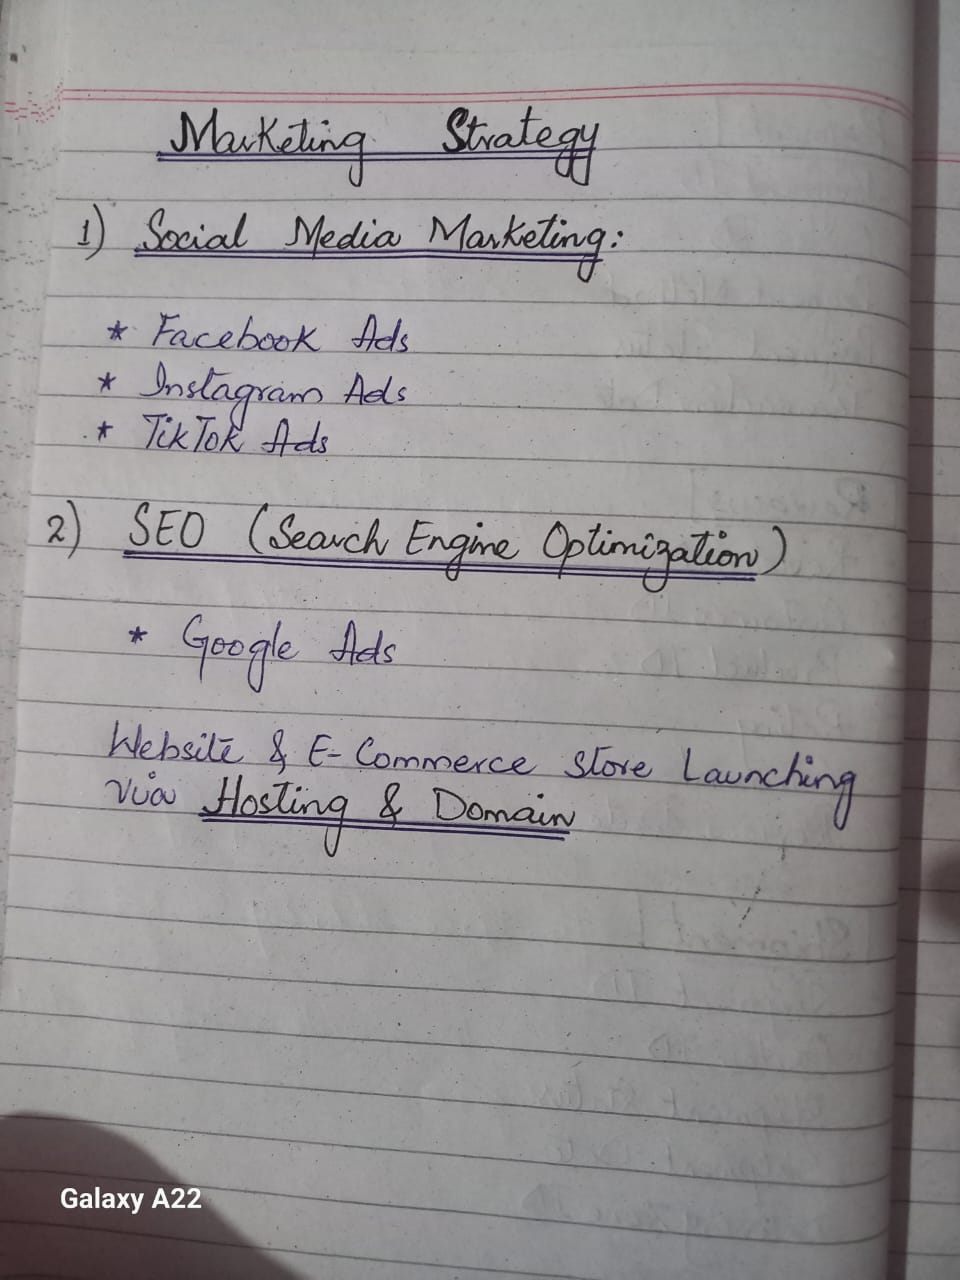 Marketing Strategy
1) Social Media Marketing:
* Facebook Ads
* Instagram Ads
* TikTok Ads
2) SEO (Search Engine Optimization)
* Google Ads
Website & E-Commerce Store Launching
via Hosting & Domain
Galaxy A22